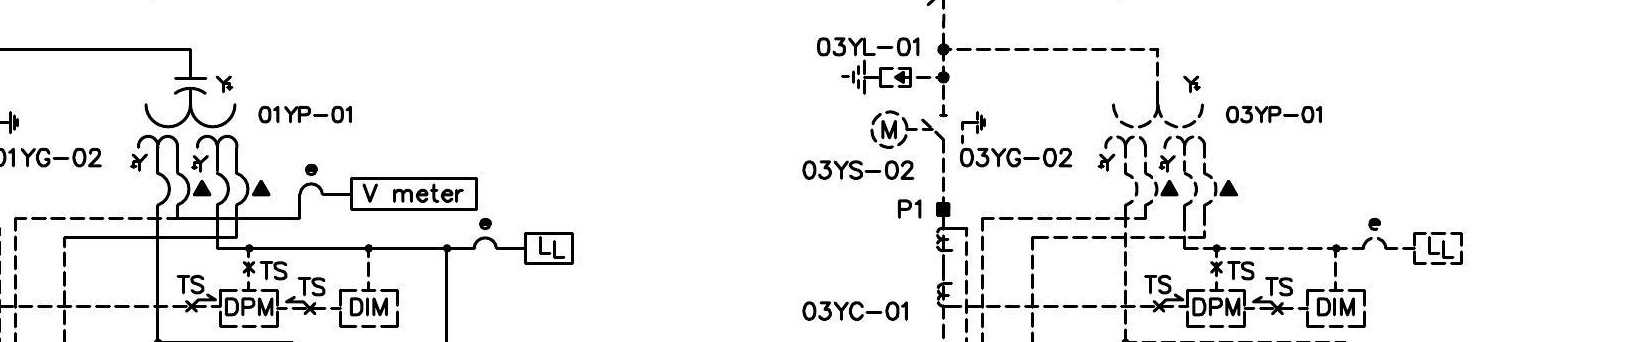 03YL-01
01YP-01
03YP-01
M
01YG-02
03YG-02
03YS-02
V meter
P1
LL
LL
TS
TS
TS
TS
TS
TS
DPM
DIM
03YC-01
DPM
DIM